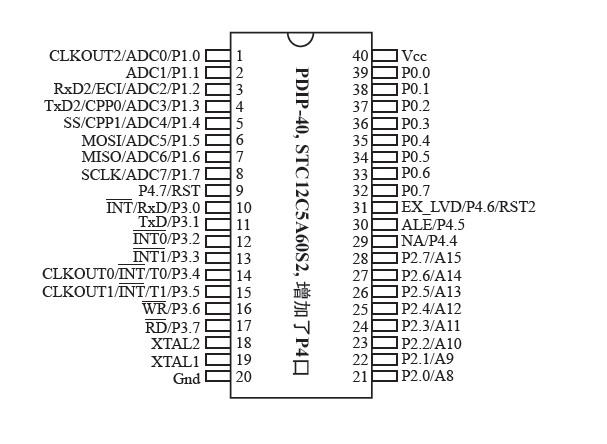 CLKOUT2/ADC0/P1.0 1 40 Vcc
ADC1/P1.1 2 39 P0.0
RxD2/ECI/ADC2/P1.2 3 38 P0.1
TxD2/CPP0/ADC3/P1.3 4 37 P0.2
SS/CPP1/ADC4/P1.4 5 36 P0.3
MOSI/ADC5/P1.5 6 35 P0.4
MISO/ADC6/P1.6 7 34 P0.5
SCLK/ADC7/P1.7 8 33 P0.6
P4.7/RST 9 32 P0.7
INT/RxD/P3.0 10 31 EX_LVD/P4.6/RST2
TxD/P3.1 11 30 ALE/P4.5
INT0/P3.2 12 29 NA/P4.4
INT1/P3.3 13 28 P2.7/A15
CLKOUT0/INT/T0/P3.4 14 27 P2.6/A14
CLKOUT1/INT/T1/P3.5 15 26 P2.5/A13
WR/P3.6 16 25 P2.4/A12
RD/P3.7 17 24 P2.3/A11
XTAL2 18 23 P2.2/A10
XTAL1 19 22 P2.1/A9
Gnd 20 21 P2.0/A8
PDIP-40, STC12C5A60S2, 增加了P4口